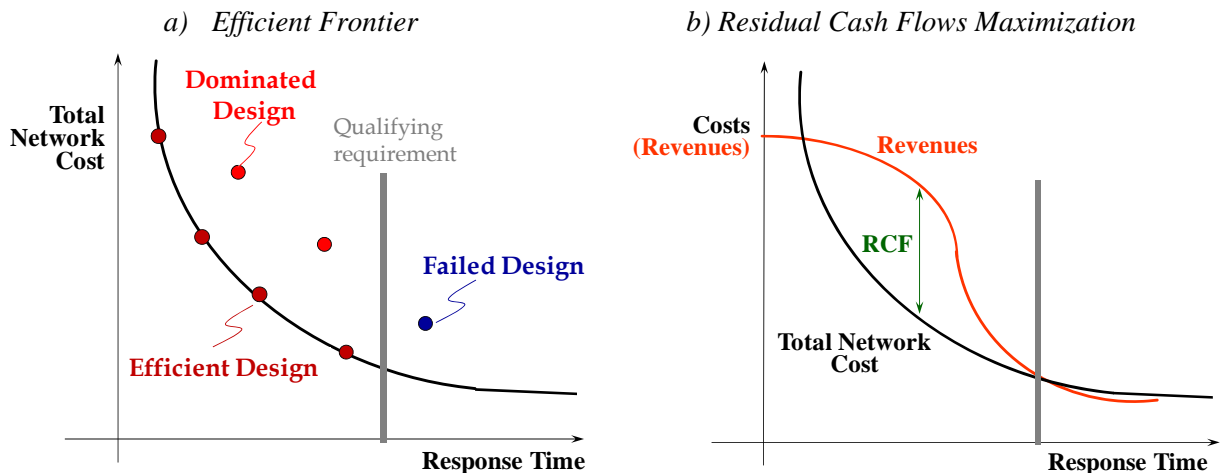 a) Efficient Frontier
Total
Network
Cost
Dominated
Design
Qualifying
requirement
Failed Design
Efficient Design
Response Time
b) Residual Cash Flows Maximization
Costs
(Revenues)
Revenues
RCF
Total Network
Cost
Response Time